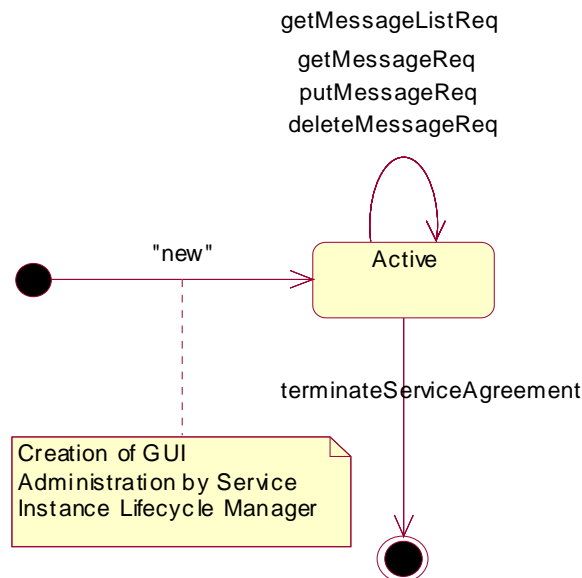 getMessageListReq
getMessageReq
putMessageReq
deleteMessageReq
"new"
Active
terminateServiceAgreement
Creation of GUI
Administration by Service
Instance Lifecycle Manager